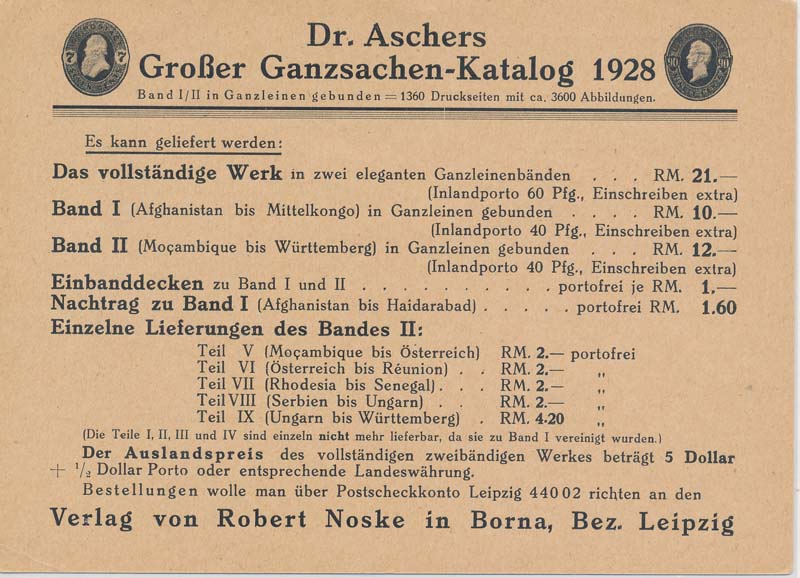 Dr. Aschers
Großer Ganzsachen-Katalog 1928
Band I/II in Ganzleinen gebunden = 1360 Druckseiten mit ca. 3600 Abbildungen.
7 7
90 90
Es kann geliefert werden:
Das vollständige Werk in zwei eleganten Ganzleinenbänden . . . RM. 21.—
(Inlandporto 60 Pfg., Einschreiben extra)
Band I (Afghanistan bis Mittelkongo) in Ganzleinen gebunden . . . . RM. 10.—
(Inlandporto 40 Pfg., Einschreiben extra)
Band II (Moçambique bis Württemberg) in Ganzleinen gebunden . . . RM. 12.—
(Inlandporto 40 Pfg., Einschreiben extra)
Einbanddecken zu Band I und II . . . . . . . . . . portofrei je RM. 1.—
Nachtrag zu Band I (Afghanistan bis Haidarabad) . . . . . portofrei RM. 1.60
Einzelne Lieferungen des Bandes II:
Teil V (Moçambique bis Österreich) RM. 2.— portofrei
Teil VI (Österreich bis Réunion) . . RM. 2.— „
Teil VII (Rhodesia bis Senegal) . . . RM. 2.— „
Teil VIII (Serbien bis Ungarn) . . RM. 2.— „
Teil IX (Ungarn bis Württemberg) . RM. 4.20 „
(Die Teile I, II, III und IV sind einzeln nicht mehr lieferbar, da sie zu Band I vereinigt wurden.)
Der Auslandspreis des vollständigen zweibändigen Werkes beträgt 5 Dollar
+ 1/2 Dollar Porto oder entsprechende Landeswährung.
Bestellungen wolle man über Postscheckkonto Leipzig 440 02 richten an den
Verlag von Robert Noske in Borna, Bez. Leipzig